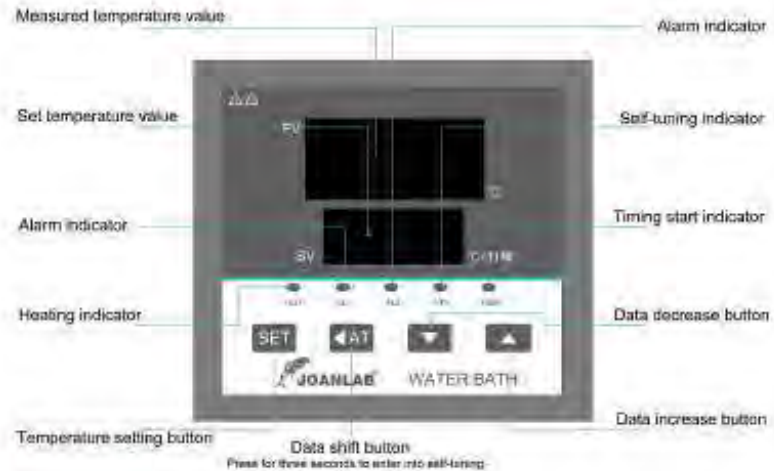 Measured temperature value
Alarm indicator
Set temperature value
PV
Self-tuning indicator
Alarm indicator
Timing start indicator
SV
Heating indicator
Data decrease button
SET
◀AT
▼
▲
JOANLAB
WATER BATH
Data increase button
Temperature setting button
Data shift button
Press for three seconds to enter into self-tuning